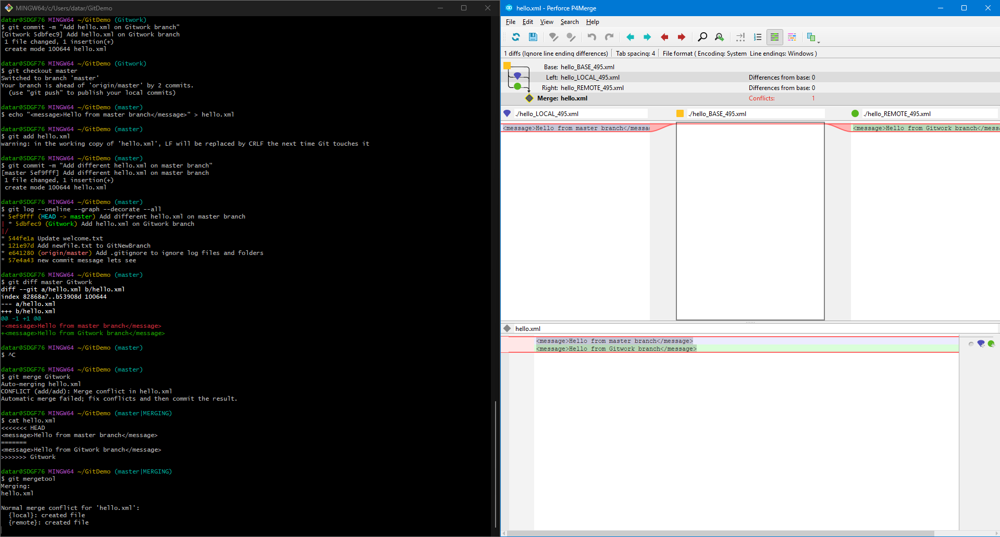 MINGW64:/c/Users/datar/GitDemo
datar@SDGF76 MINGW64 ~/GitDemo (Gitwork)
$ git commit -m "Add hello.xml on Gitwork branch"
[Gitwork 5dbfec9] Add hello.xml on Gitwork branch
 1 file changed, 1 insertion(+)
 create mode 100644 hello.xml
datar@SDGF76 MINGW64 ~/GitDemo (Gitwork)
$ git checkout master
Switched to branch 'master'
Your branch is ahead of 'origin/master' by 2 commits.
  (use "git push" to publish your local commits)
datar@SDGF76 MINGW64 ~/GitDemo (master)
$ echo "<message>Hello from master branch</message>" > hello.xml
datar@SDGF76 MINGW64 ~/GitDemo (master)
$ git add hello.xml
warning: in the working copy of 'hello.xml', LF will be replaced by CRLF the next time Git touches it
datar@SDGF76 MINGW64 ~/GitDemo (master)
$ git commit -m "Add different hello.xml on master branch"
[master 5ef9fff] Add different hello.xml on master branch
 1 file changed, 1 insertion(+)
 create mode 100644 hello.xml
datar@SDGF76 MINGW64 ~/GitDemo (master)
$ git log --oneline --graph --decorate --all
* 5ef9fff (HEAD -> master) Add different hello.xml on master branch
| * 5dbfec9 (Gitwork) Add hello.xml on Gitwork branch
|/
* 544fe1a Update welcome.txt
* 121e97d Add newfile.txt to GitNewBranch
* e641280 (origin/master) Add .gitignore to ignore log files and folders
* 57e4a43 new commit message lets see
datar@SDGF76 MINGW64 ~/GitDemo (master)
$ git diff master Gitwork
diff --git a/hello.xml b/hello.xml
index 82868a7..b53908d 100644
--- a/hello.xml
+++ b/hello.xml
@@ -1 +1 @@
-<message>Hello from master branch</message>
+<message>Hello from Gitwork branch</message>
datar@SDGF76 MINGW64 ~/GitDemo (master)
$ ^C
datar@SDGF76 MINGW64 ~/GitDemo (master)
$ git merge Gitwork
Auto-merging hello.xml
CONFLICT (add/add): Merge conflict in hello.xml
Automatic merge failed; fix conflicts and then commit the result.
datar@SDGF76 MINGW64 ~/GitDemo (master|MERGING)
$ cat hello.xml
<<<<<<< HEAD
<message>Hello from master branch</message>
=======
<message>Hello from Gitwork branch</message>
>>>>>>> Gitwork
datar@SDGF76 MINGW64 ~/GitDemo (master|MERGING)
$ git mergetool
Merging:
hello.xml
Normal merge conflict for 'hello.xml':
  {local}: created file
  {remote}: created file
hello.xml - Perforce P4Merge
File Edit View Search Help
1 diffs (Ignore line ending differences) Tab spacing: 4 File format ( Encoding: System Line endings: Windows )
Base: hello_BASE_495.xml
Left: hello_LOCAL_495.xml Differences from base: 0
Right: hello_REMOTE_495.xml Differences from base: 0
Merge: hello.xml Conflicts: 1
./hello_LOCAL_495.xml ./hello_BASE_495.xml ./hello_REMOTE_495.xml
<message>Hello from master branch</messa <message>Hello from Gitwork branch</mess
hello.xml
<message>Hello from master branch</message>
<message>Hello from Gitwork branch</message>